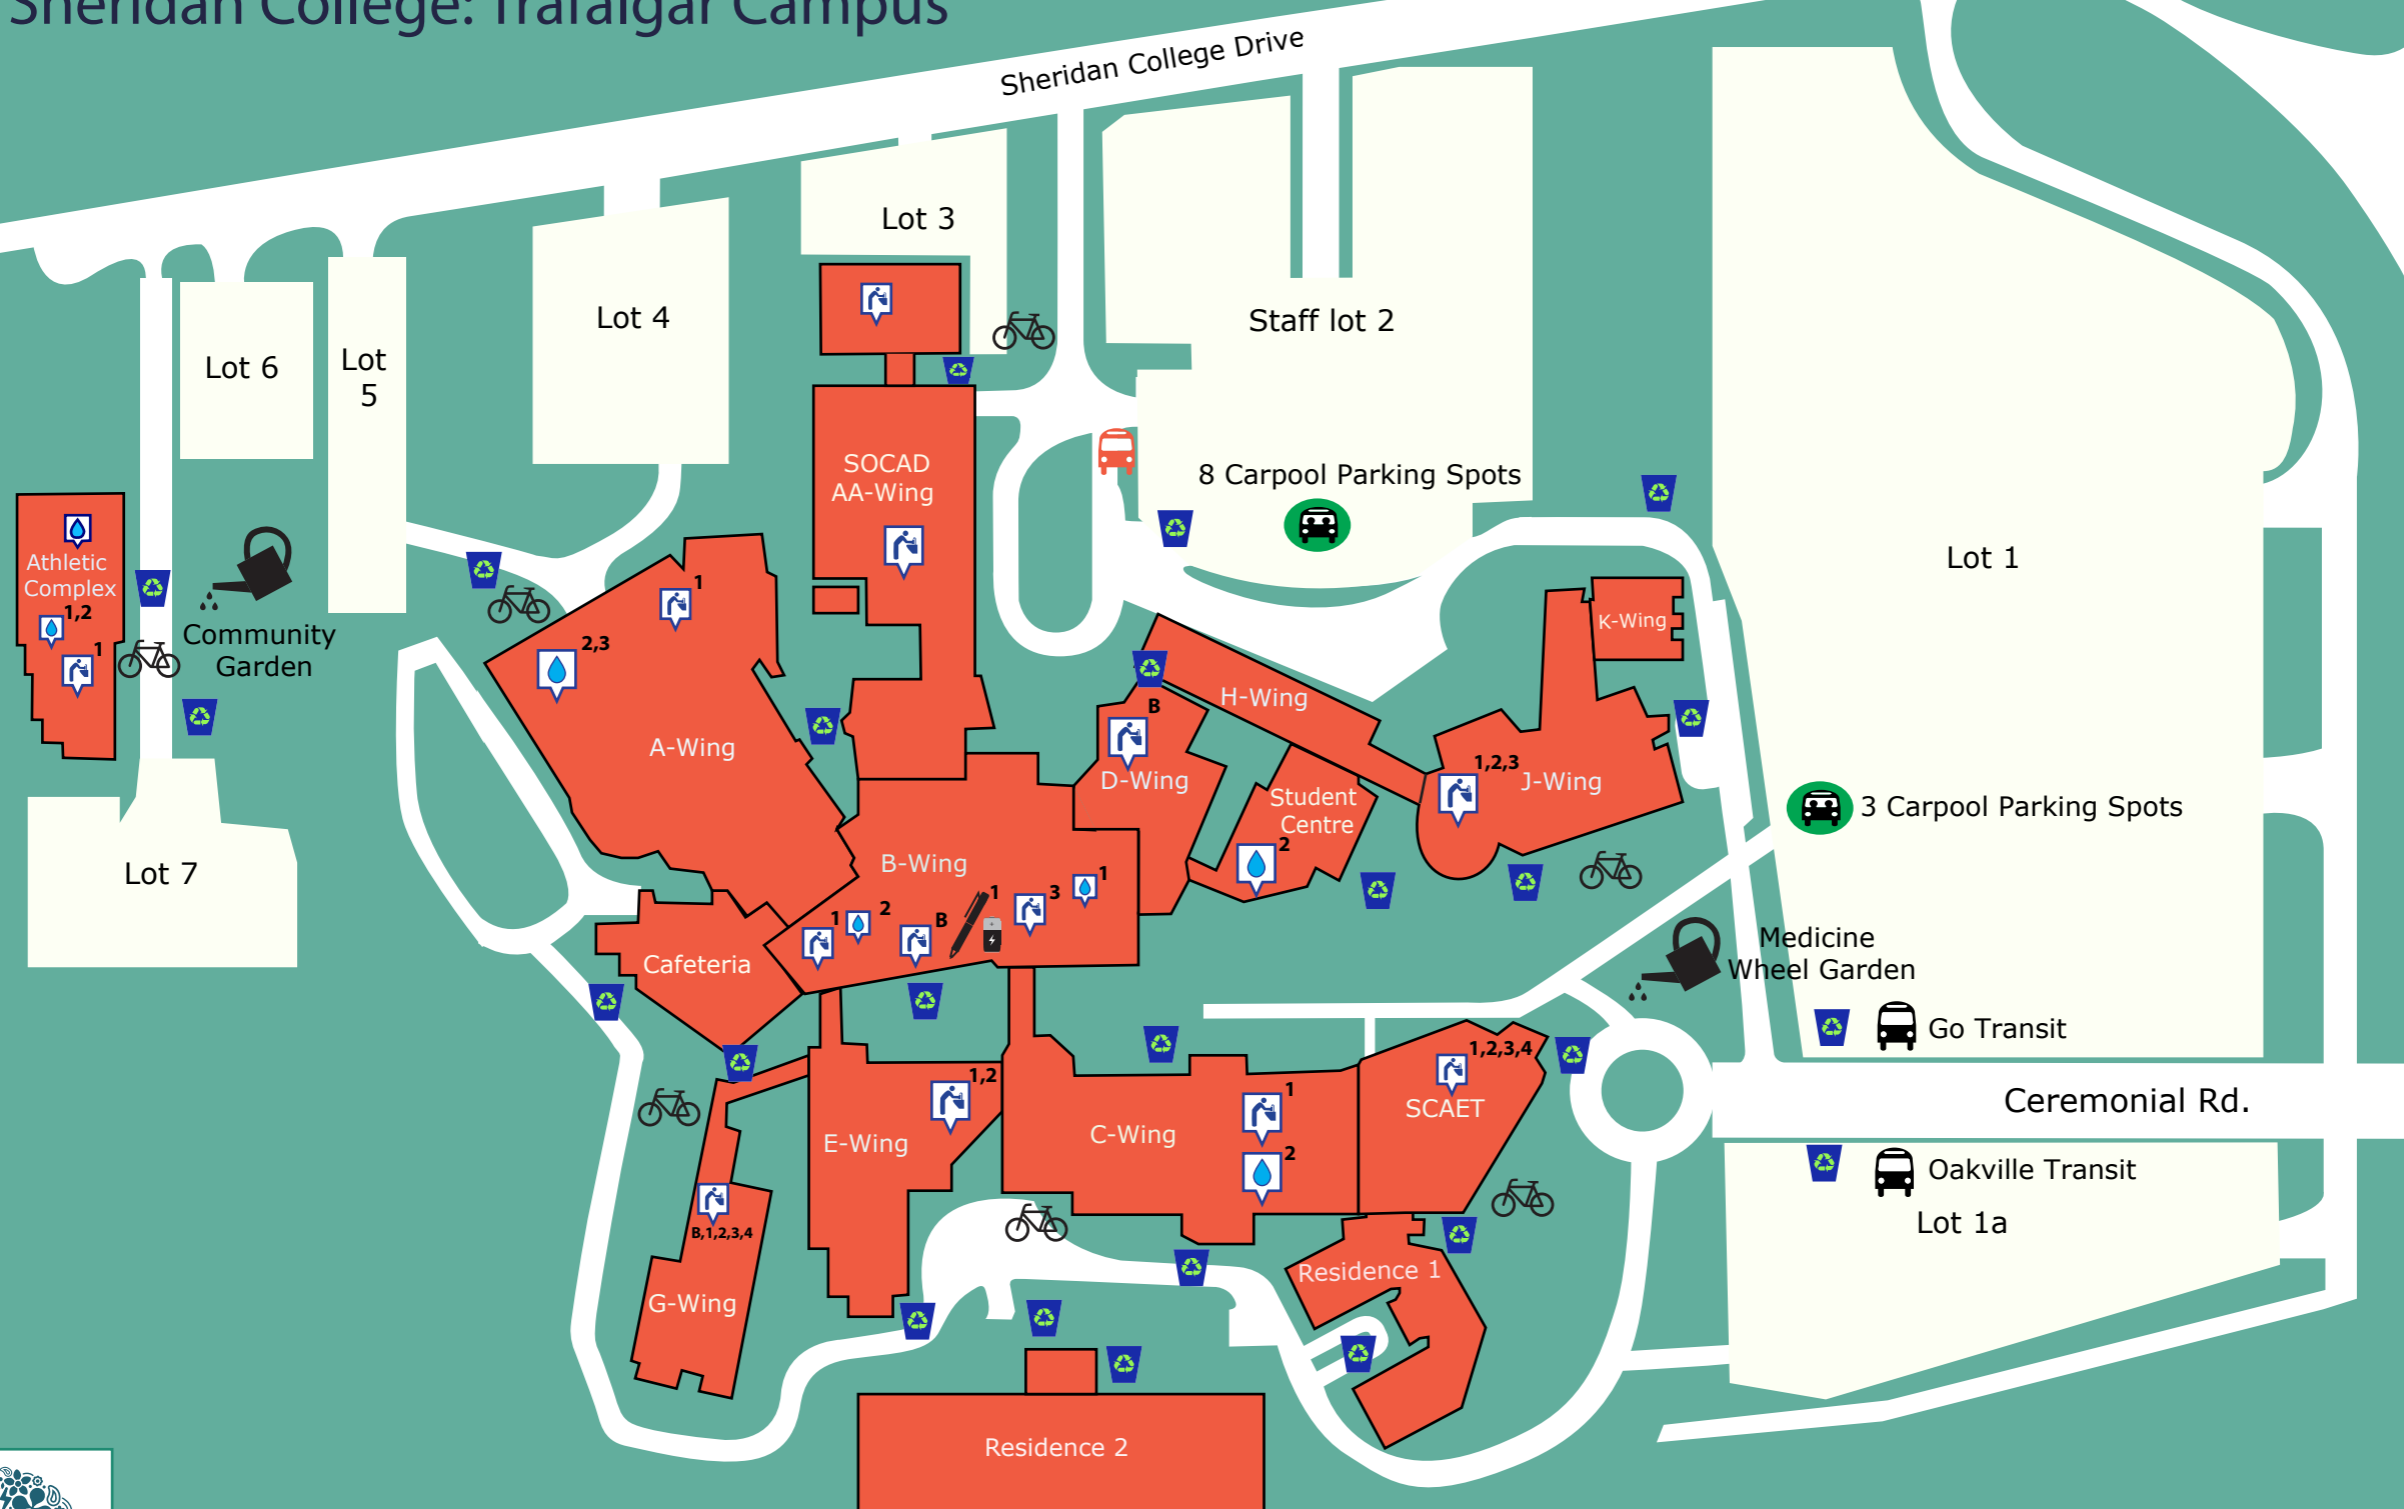 Sheridan College: Trafalgar Campus
Sheridan College Drive
Lot 3
Lot 4
Lot 6
Lot
5
Staff lot 2
8 Carpool Parking Spots
Lot 1
SOCAD
AA-Wing
Athletic
Complex
1,2
1
Community
Garden
Lot 7
1
2,3
A-Wing
K-Wing
H-Wing
B
D-Wing
Student
Centre
2
1,2,3
J-Wing
3 Carpool Parking Spots
B-Wing
1
2
B
1
3
1
Cafeteria
Medicine
Wheel Garden
Go Transit
Ceremonial Rd.
Oakville Transit
Lot 1a
1,2
E-Wing
C-Wing
1
2
1,2,3,4
SCAET
B,1,2,3,4
G-Wing
Residence 1
Residence 2